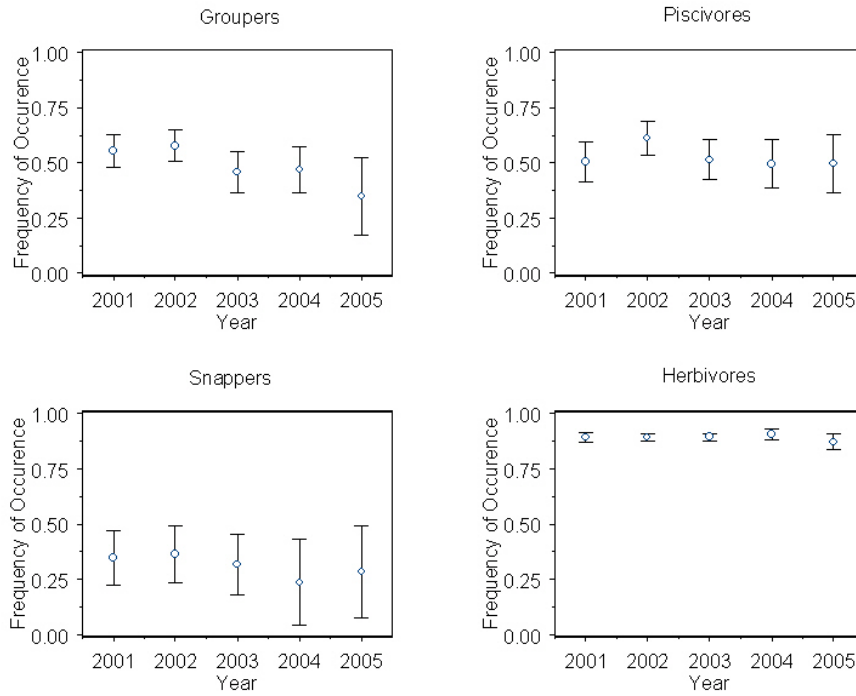 Groupers
1.00
0.75
0.50
0.25
0.00
Frequency of Occurence
2001 2002 2003 2004 2005
Year
Piscivores
1.00
0.75
0.50
0.25
0.00
Frequency of Occurence
2001 2002 2003 2004 2005
Year
Snappers
1.00
0.75
0.50
0.25
0.00
Frequency of Occurence
2001 2002 2003 2004 2005
Year
Herbivores
1.00
0.75
0.50
0.25
0.00
Frequency of Occurence
2001 2002 2003 2004 2005
Year